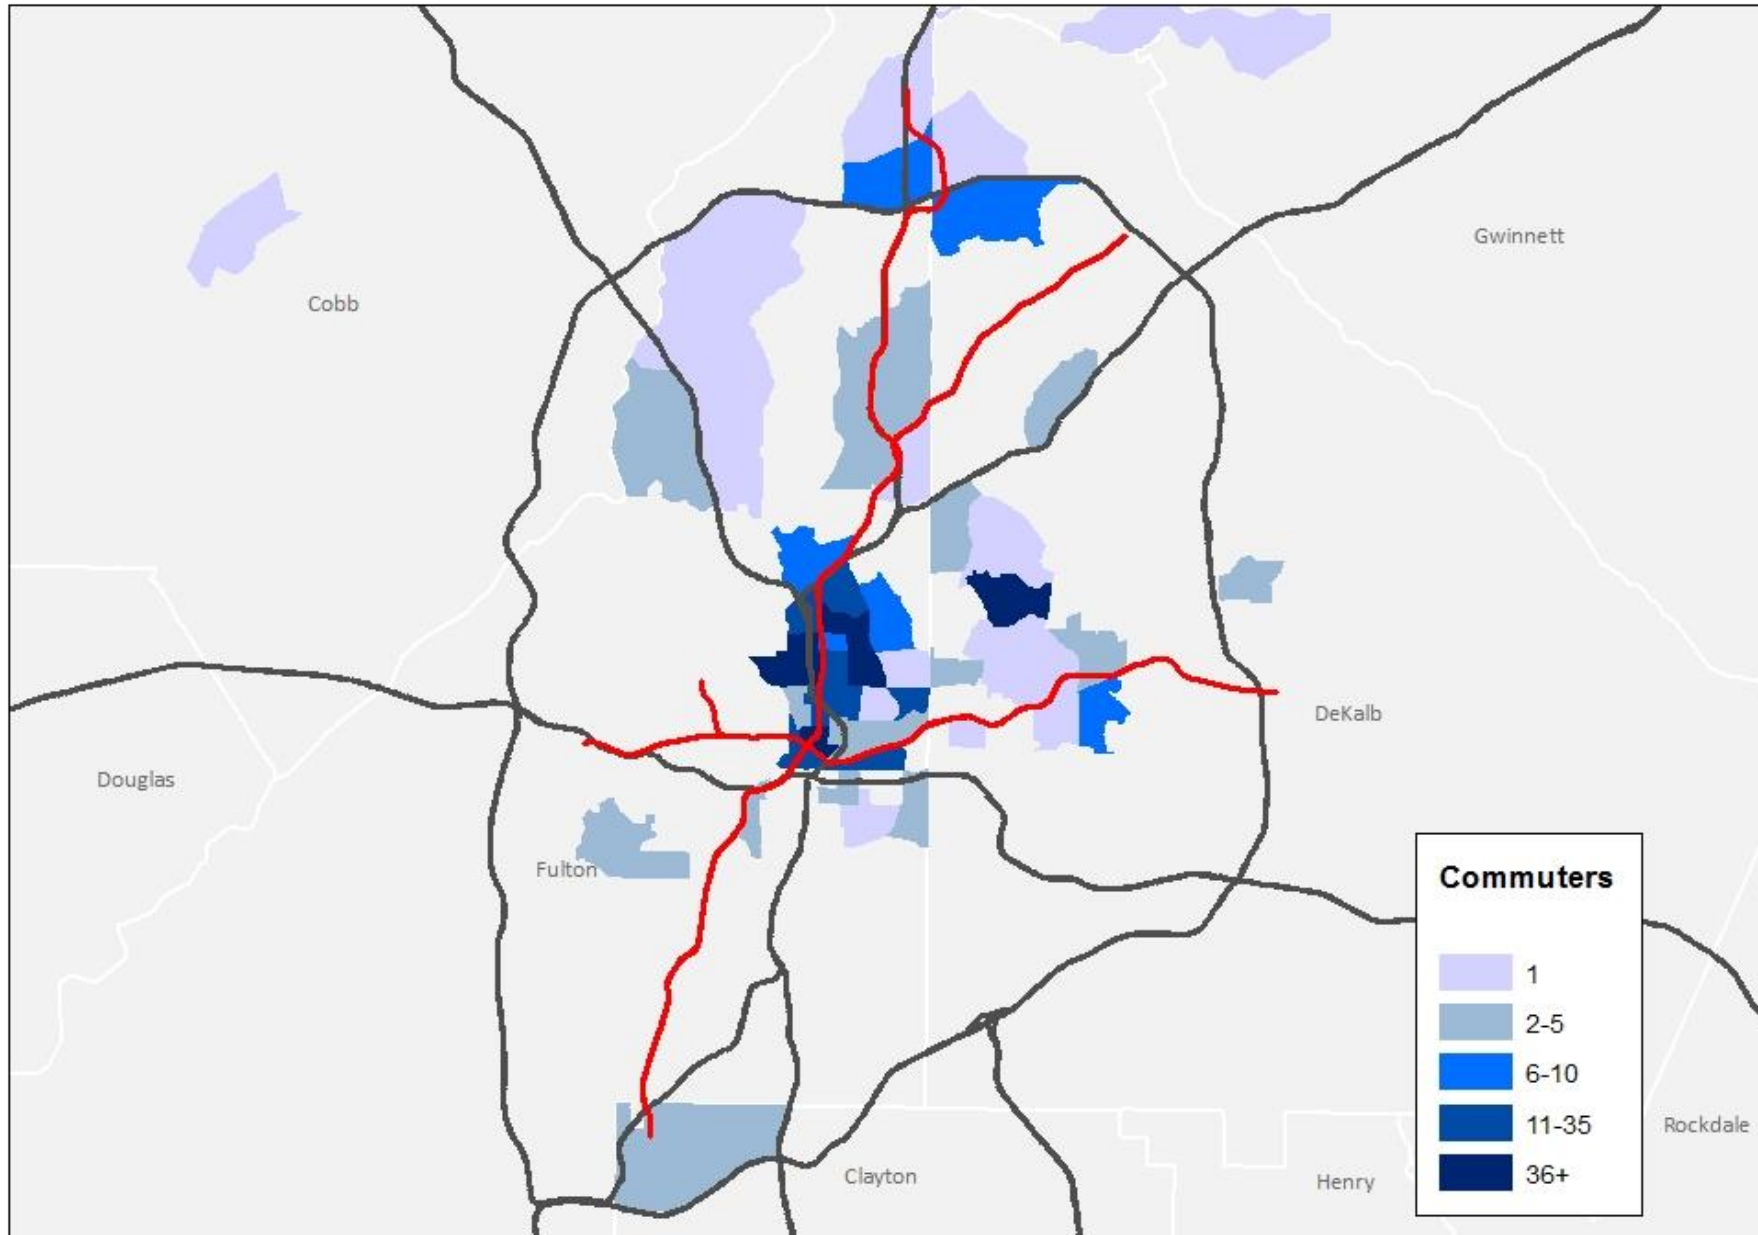 Gwinnett
Cobb
DeKalb
Douglas
Fulton
Commuters
1
2-5
6-10
11-35
36+
Rockdale
Clayton
Henry